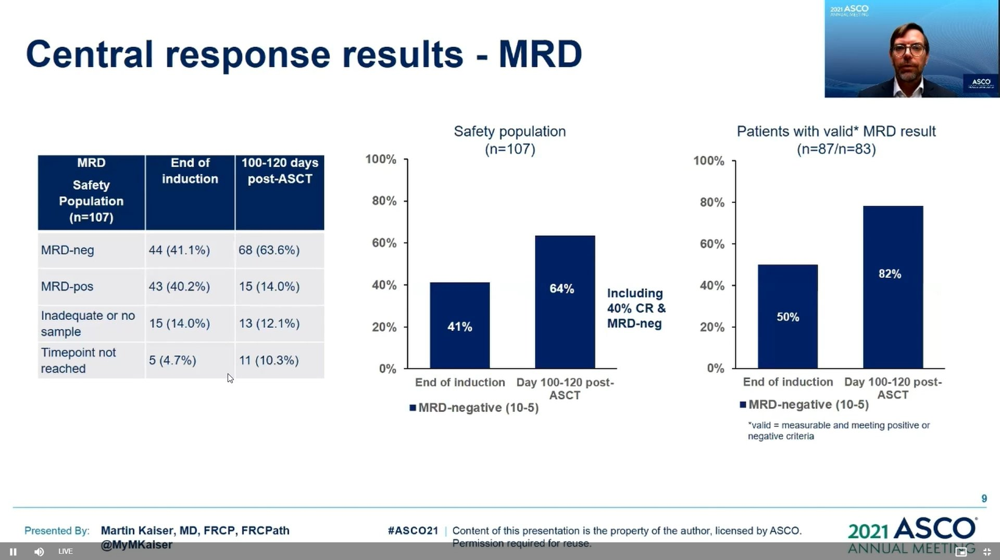 2021 ASCO
ANNUAL MEETING
ASCO
Central response results - MRD
MRD
Safety
Population
(n=107)
End of
induction
100-120 days
post-ASCT
MRD-neg
44 (41.1%)
68 (63.6%)
MRD-pos
43 (40.2%)
15 (14.0%)
Inadequate or no
sample
15 (14.0%)
13 (12.1%)
Timepoint not
reached
5 (4.7%)
11 (10.3%)
Safety population
(n=107)
100%
80%
60%
40%
20%
0%
41%
64%
Including
40% CR &
MRD-neg
End of induction
Day 100-120 post-
ASCT
MRD-negative (10-5)
Patients with valid* MRD result
(n=87/n=83)
100%
80%
60%
40%
20%
0%
50%
82%
End of induction
Day 100-120 post-
ASCT
MRD-negative (10-5)
*valid = measurable and meeting positive or
negative criteria
9
Presented By:
Martin Kaiser, MD, FRCP, FRCPath
@MyMKaiser
#ASCO21
Content of this presentation is the property of the author, licensed by ASCO.
Permission required for reuse.
2021 ASCO®
ANNUAL MEETING
LIVE